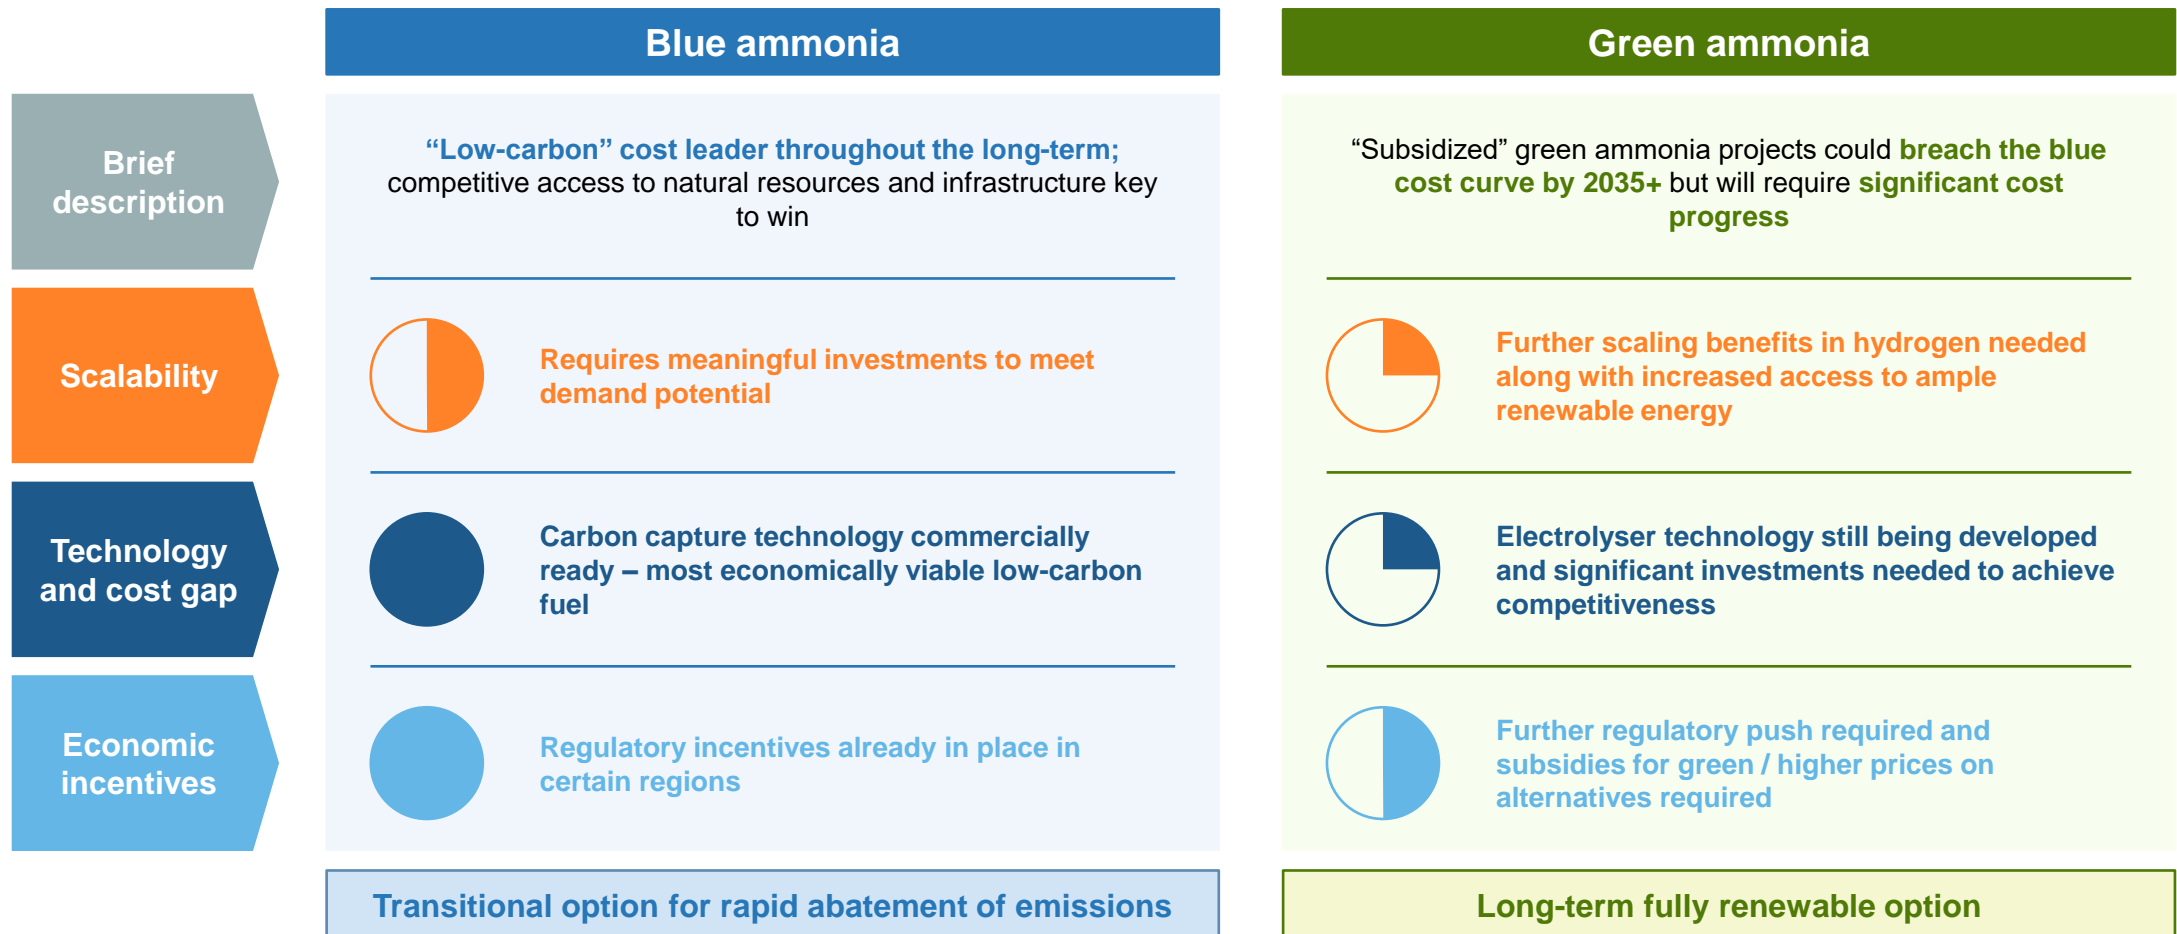 Blue ammonia
Green ammonia
Brief
description
“Low-carbon” cost leader throughout the long-term;
competitive access to natural resources and infrastructure key
to win
“Subsidized” green ammonia projects could breach the blue
cost curve by 2035+ but will require significant cost
progress
Scalability
Requires meaningful investments to meet
demand potential
Further scaling benefits in hydrogen needed
along with increased access to ample
renewable energy
Technology
and cost gap
Carbon capture technology commercially
ready – most economically viable low-carbon
fuel
Electrolyser technology still being developed
and significant investments needed to achieve
competitiveness
Economic
incentives
Regulatory incentives already in place in
certain regions
Further regulatory push required and
subsidies for green / higher prices on
alternatives required
Transitional option for rapid abatement of emissions
Long-term fully renewable option